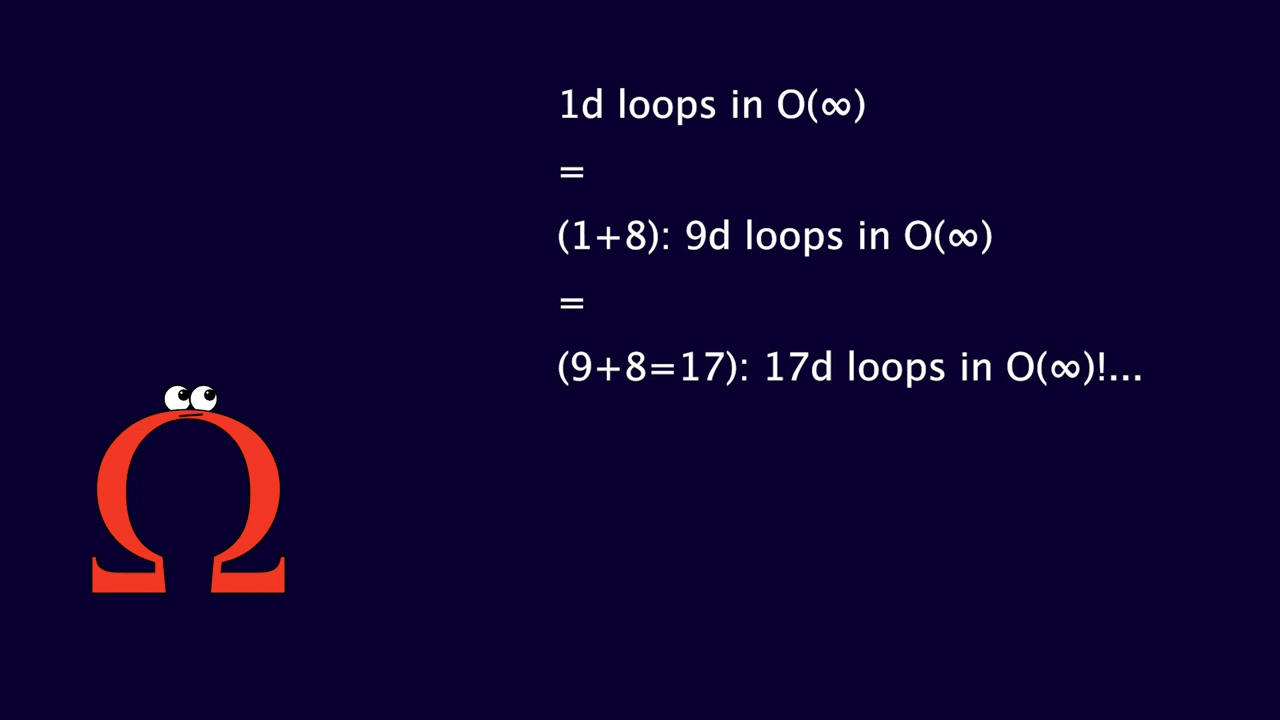 1d loops in O(∞)
=
(1+8): 9d loops in O(∞)
=
(9+8=17): 17d loops in O(∞)!...
Ω